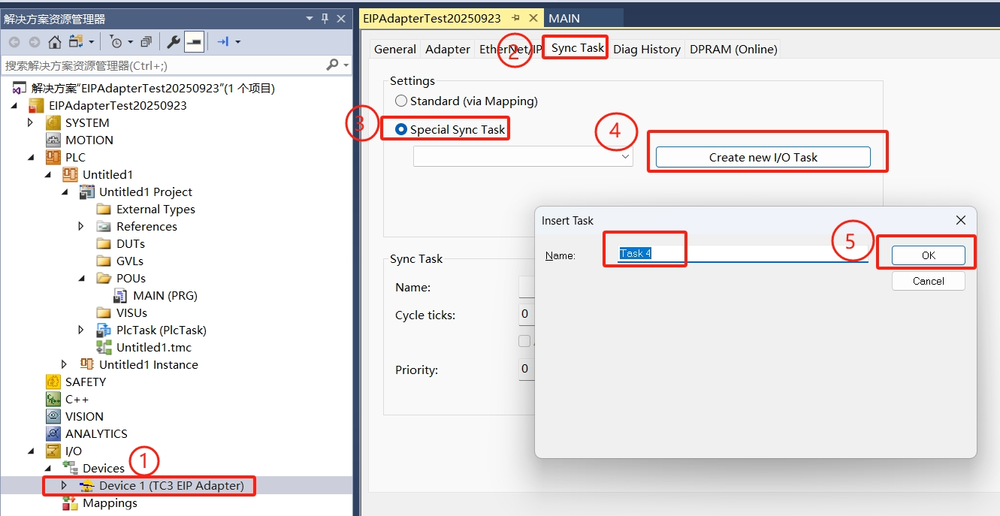 解决方案资源管理器
搜索解决方案资源管理器(Ctrl+;)
解决方案"EIPAdapterTest20250923"(1 个项目)
EIPAdapterTest20250923
SYSTEM
MOTION
PLC
Untitled1
Untitled1 Project
External Types
References
DUTs
GVLs
POUs
MAIN (PRG)
VISUs
PlcTask (PlcTask)
Untitled1.tmc
Untitled1 Instance
SAFETY
C++
VISION
ANALYTICS
I/O
1
Devices
Device 1 (TC3 EIP Adapter)
Mappings
EIPAdapterTest20250923 MAIN
General Adapter EtherNet/IP 2 Sync Task Diag History DPRAM (Online)
Settings
Standard (via Mapping)
3 Special Sync Task 4
Create new I/O Task
Insert Task
Name: Task 4 5 OK
Cancel
Sync Task
Name:
Cycle ticks: 0
Priority: 0